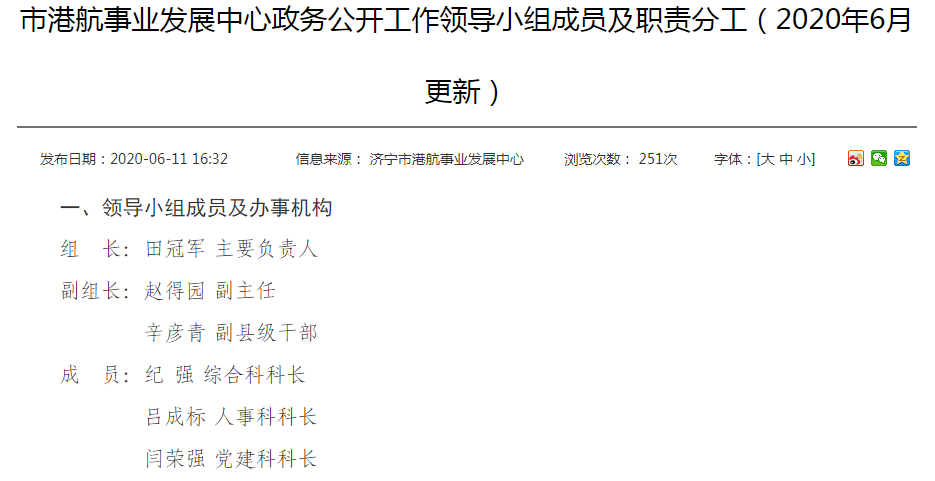 市港航事业发展中心政务公开工作领导小组成员及职责分工（2020年6月
更新）
发布日期：2020-06-11 16:32 信息来源： 济宁市港航事业发展中心 浏览次数： 251次 字体：[大 中 小]
一、领导小组成员及办事机构
组　长：田冠军 主要负责人
副组长：赵得园 副主任
辛彦青 副县级干部
成　员：纪 强 综合科科长
吕成标 人事科科长
闫荣强 党建科科长